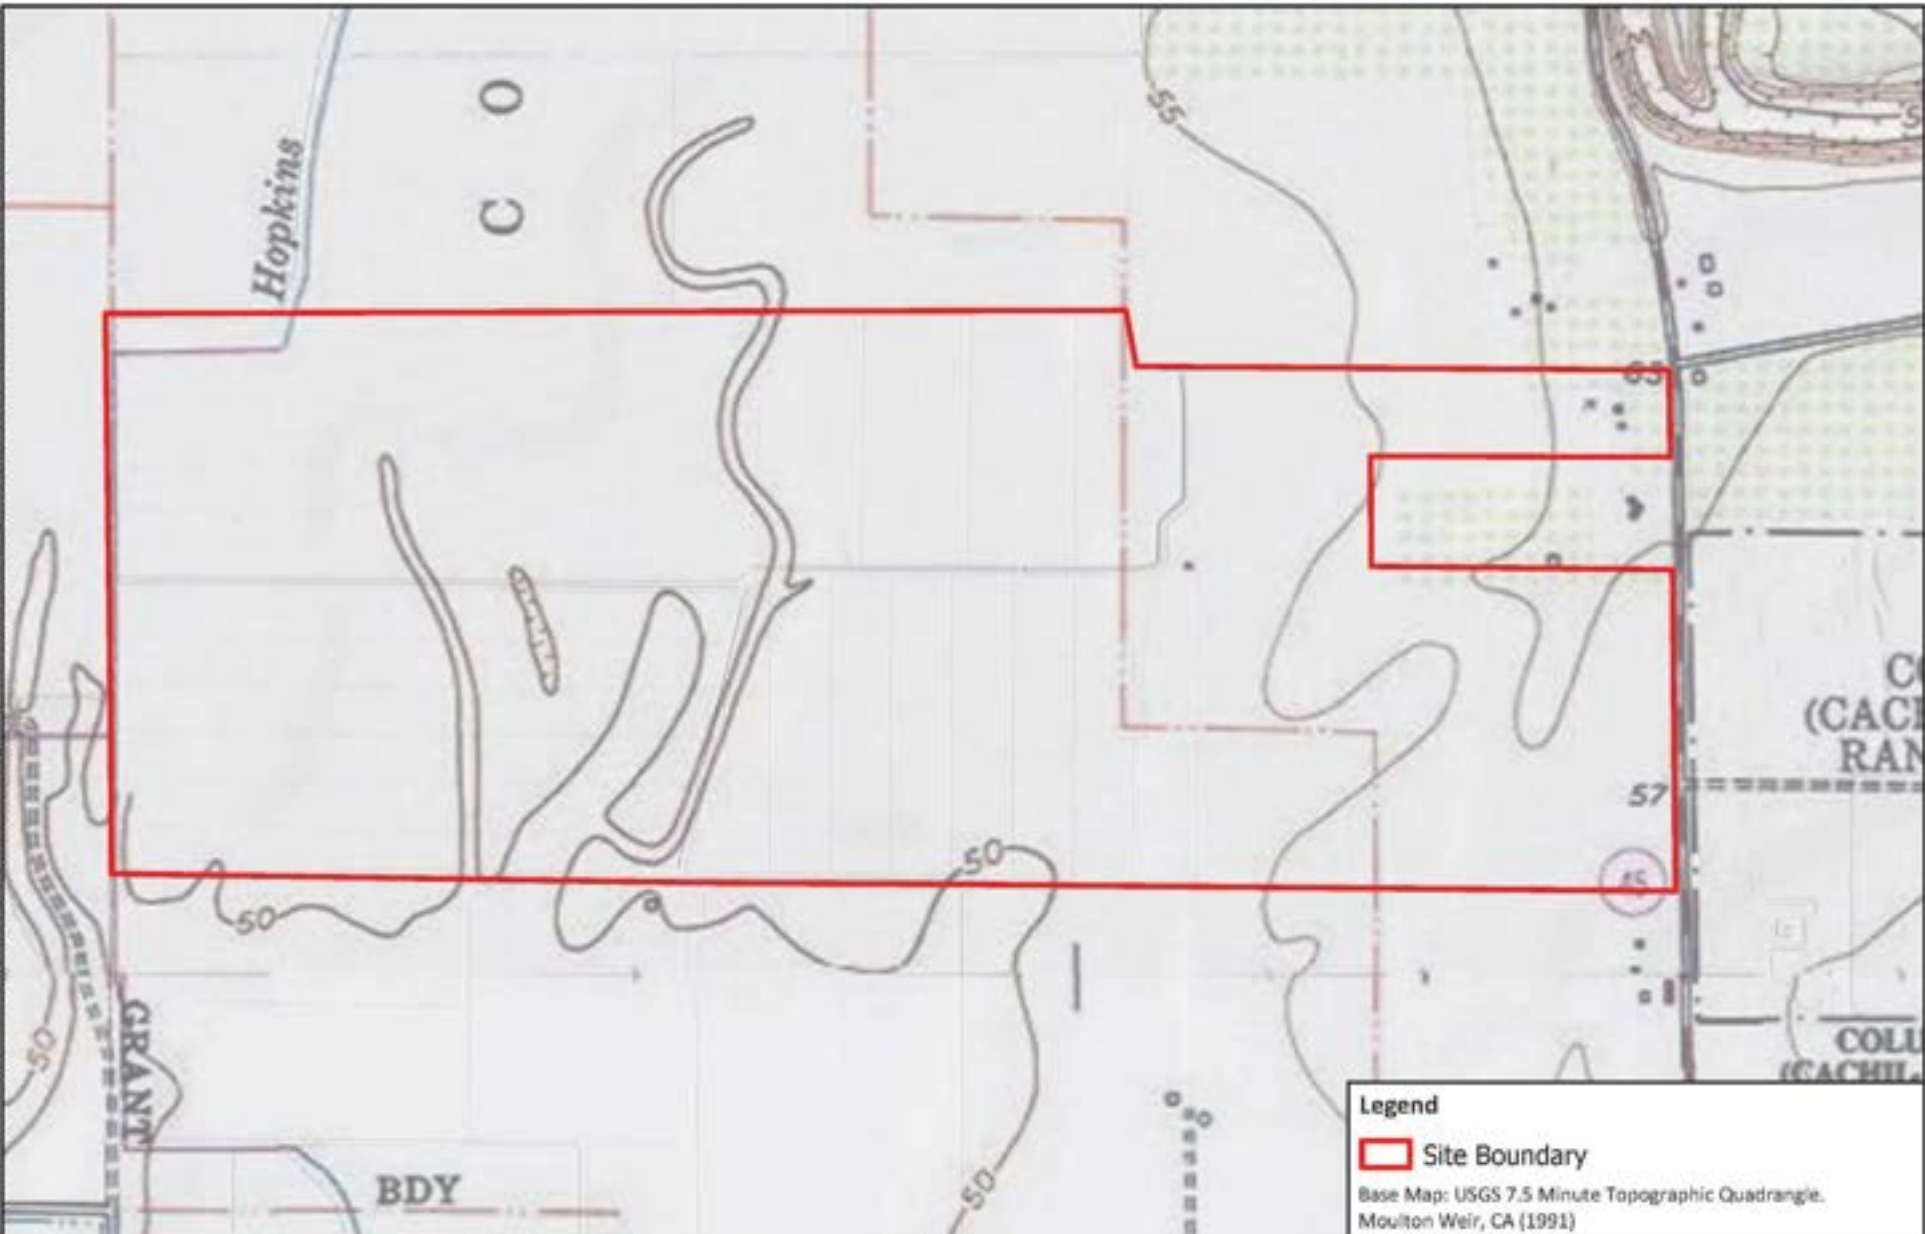 C O
Hopkins
55
63
57
45
50
50
50
50
GRANT
BDY
(CACHIL
Legend
Site Boundary
Base Map: USGS 7.5 Minute Topographic Quadrangle.
Moulton Weir, CA (1991)